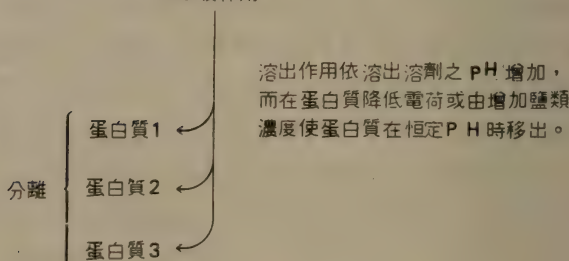 溶出作用依溶出溶劑之 pH 增加，
而在蛋白質降低電荷或由增加鹽類
濃度使蛋白質在恒定P H 時移出。
蛋白質1
分離
蛋白質2
蛋白質3